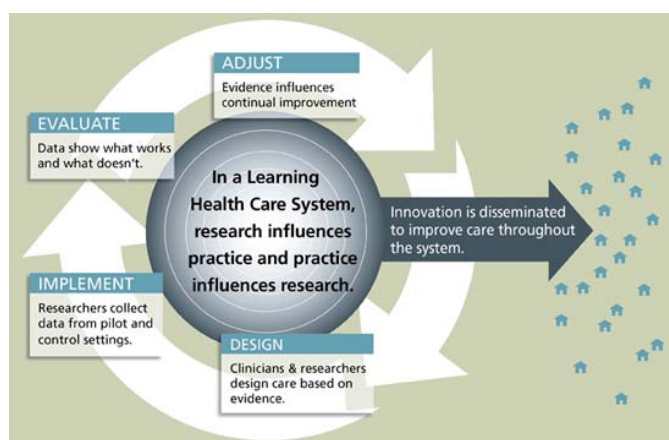 ADJUST
Evidence influences
continual improvement
EVALUATE
Data show what works
and what doesn't.
In a Learning
Health Care System,
research influences
practice and practice
influences research.
Innovation is disseminated
to improve care throughout
the system.
IMPLEMENT
Researchers collect
data from pilot and
control settings.
DESIGN
Clinicians & researchers
design care based on
evidence.